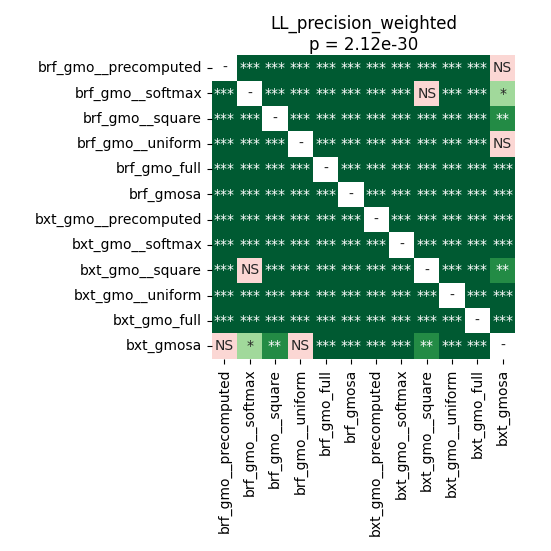 LL_precision_weighted
p = 2.12e-30
brf_gmo__precomputed - *** *** *** *** *** *** *** *** *** *** NS
brf_gmo__softmax *** - *** *** *** *** *** *** NS *** *** *
brf_gmo__square *** *** - *** *** *** *** *** *** *** *** **
brf_gmo__uniform *** *** *** - *** *** *** *** *** *** *** NS
brf_gmo_full *** *** *** *** - *** *** *** *** *** *** ***
brf_gmosa *** *** *** *** *** - *** *** *** *** *** ***
bxt_gmo__precomputed *** *** *** *** *** *** - *** *** *** *** ***
bxt_gmo__softmax *** *** *** *** *** *** *** - *** *** *** ***
bxt_gmo__square *** NS *** *** *** *** *** *** - *** *** **
bxt_gmo__uniform *** *** *** *** *** *** *** *** *** - *** ***
bxt_gmo_full *** *** *** *** *** *** *** *** *** *** - ***
bxt_gmosa NS * ** NS *** *** *** *** ** *** *** -
brf_gmo__precomputed
brf_gmo__softmax
brf_gmo__square
brf_gmo__uniform
brf_gmo_full
brf_gmosa
bxt_gmo__precomputed
bxt_gmo__softmax
bxt_gmo__square
bxt_gmo__uniform
bxt_gmo_full
bxt_gmosa